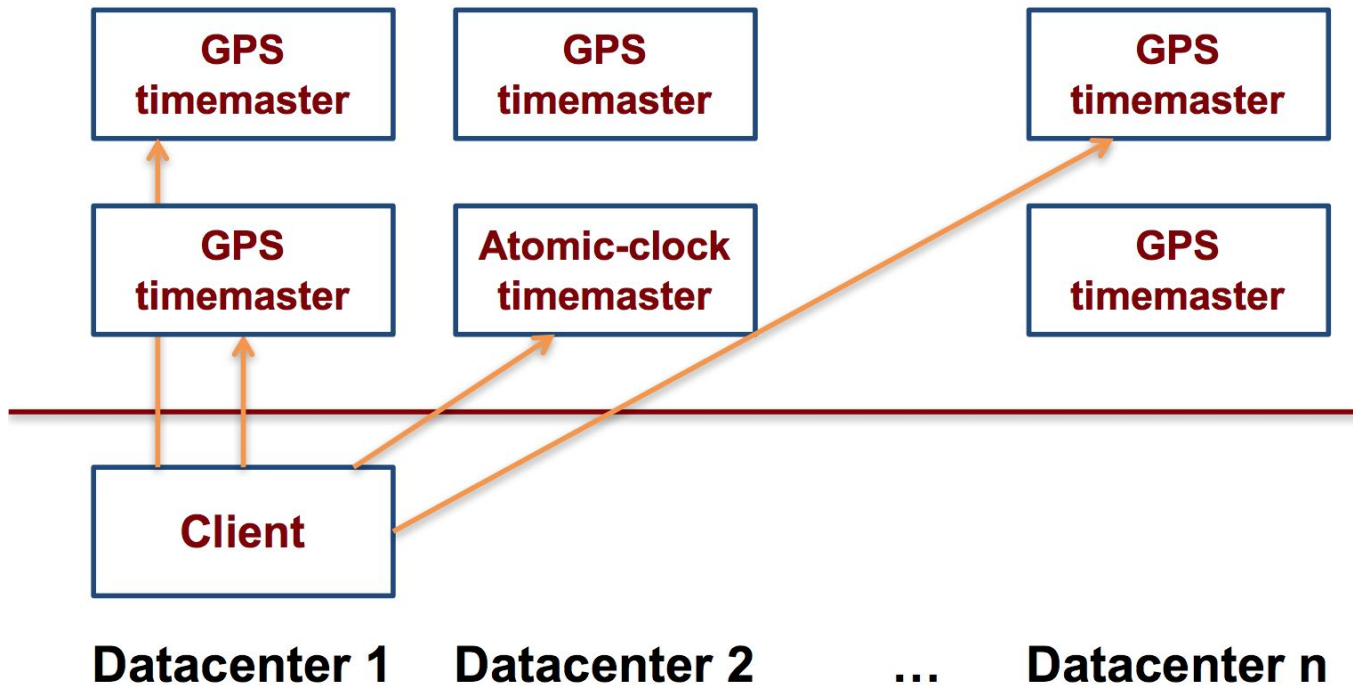 GPS
timemaster
GPS
timemaster
GPS
timemaster
GPS
timemaster
Atomic-clock
timemaster
GPS
timemaster
Client
Datacenter 1
Datacenter 2
...
Datacenter n